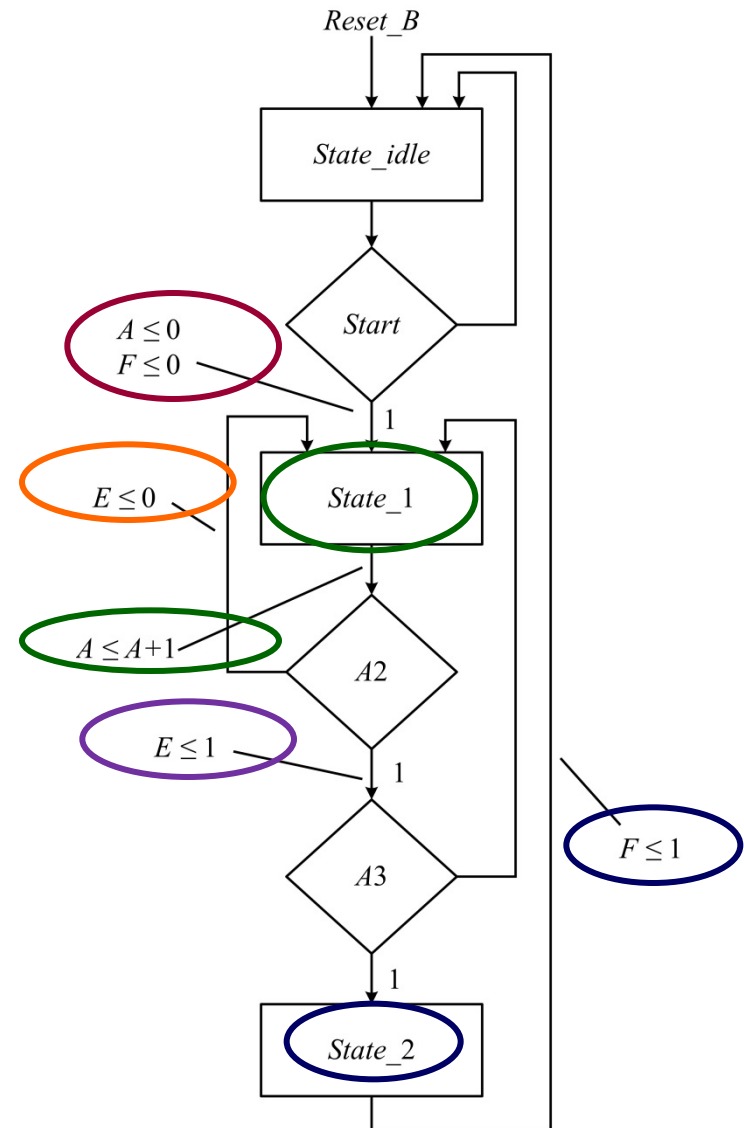 Reset_B
State_idle
Start
A ≤ 0
F ≤ 0
1
State_1
E ≤ 0
A ≤ A+1
A2
E ≤ 1
1
F ≤ 1
A3
1
State_2